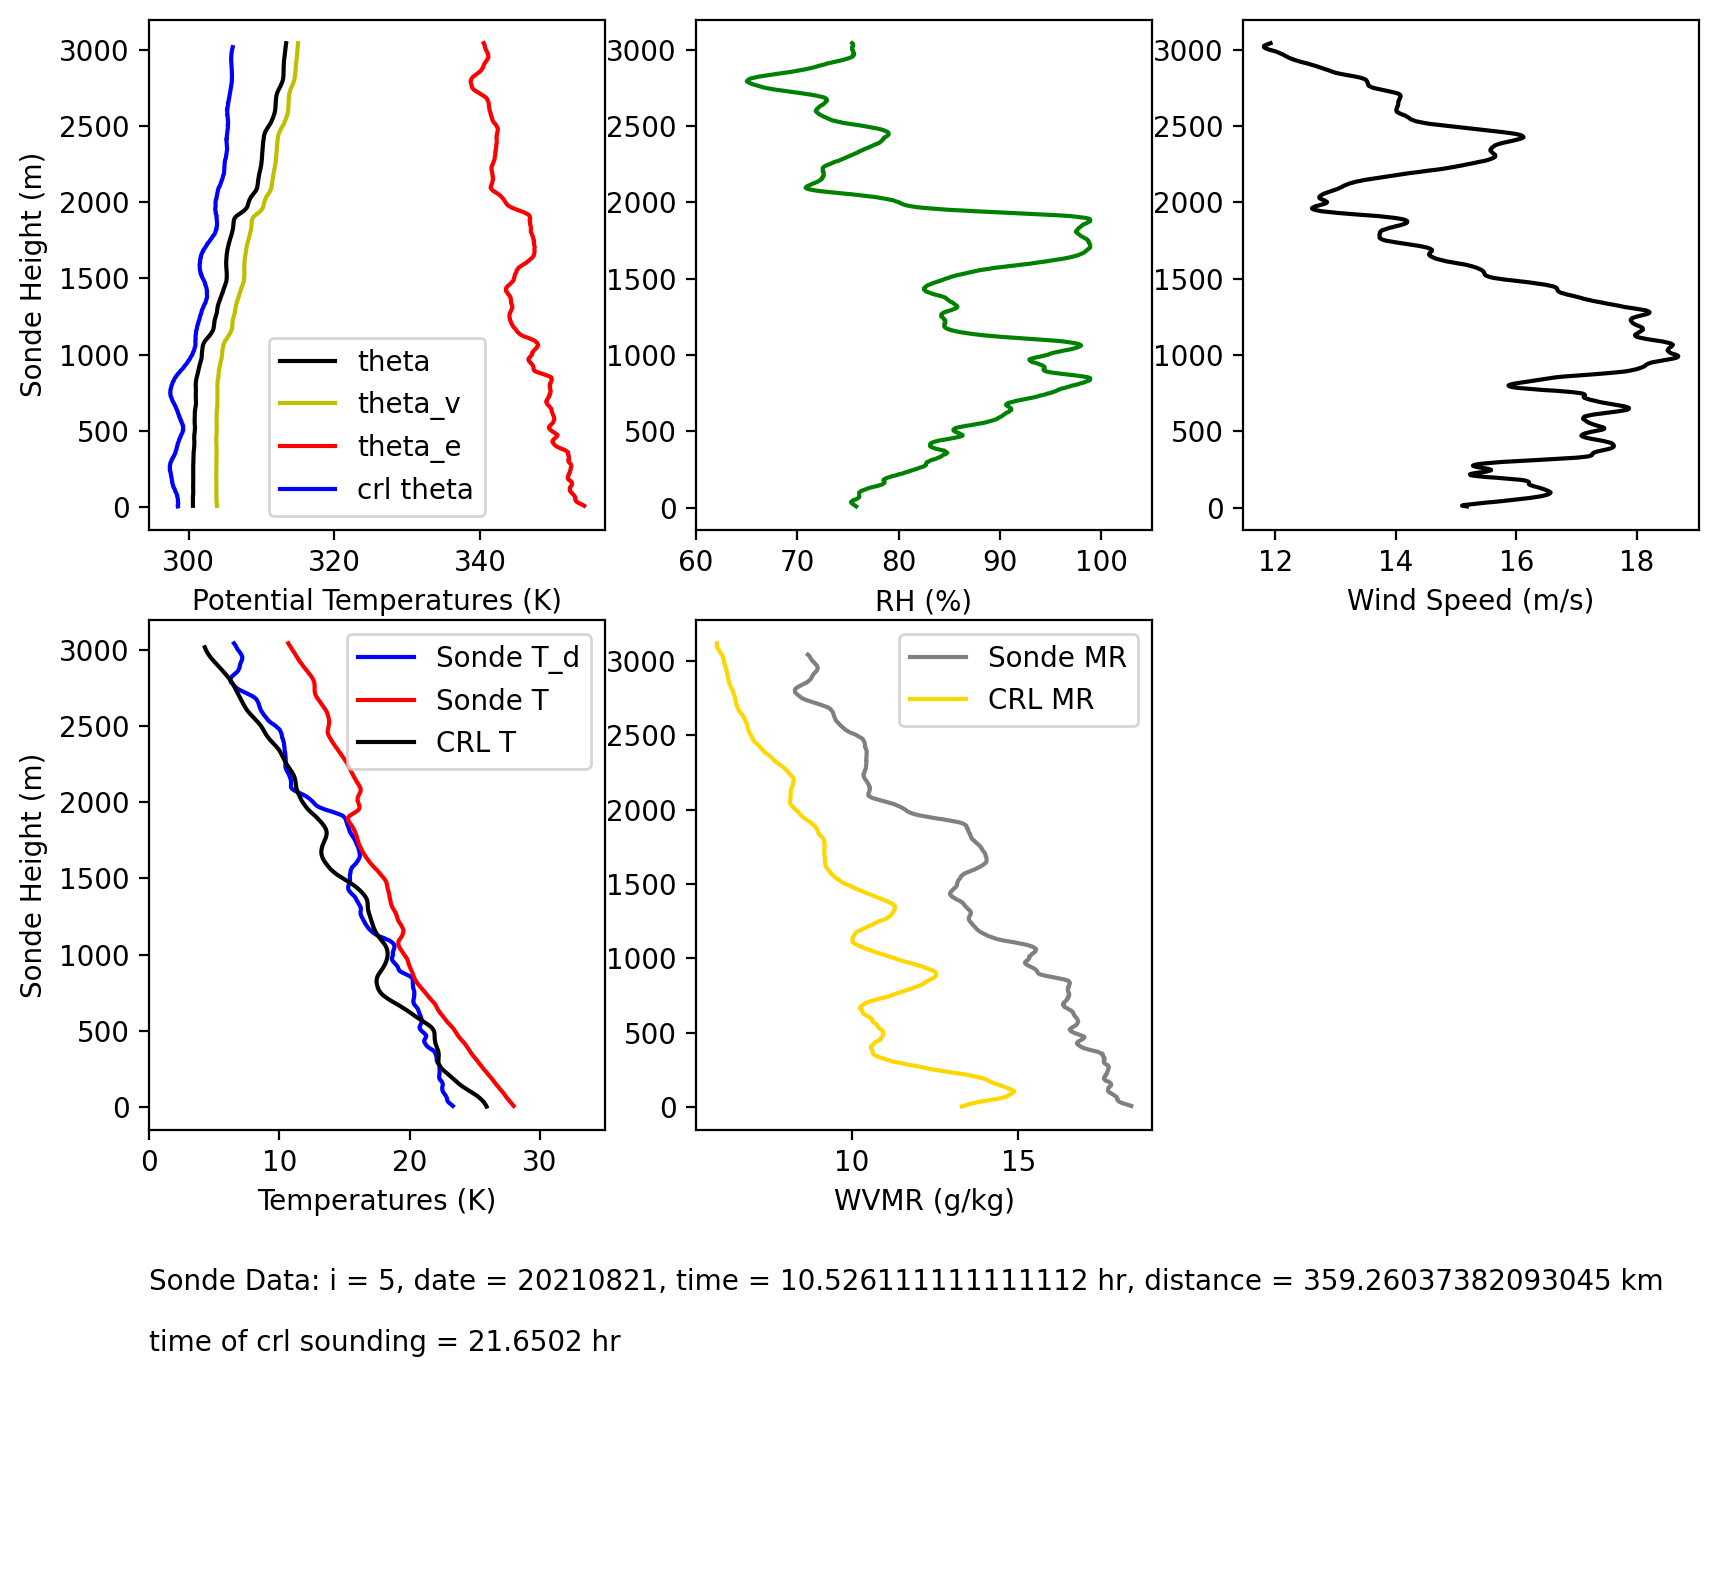 3000
2500
2000
1500
1000
500
0
Sonde Height (m)
300 320 340
Potential Temperatures (K)
theta
theta_v
theta_e
crl theta
3000
2500
2000
1500
1000
500
0
60 70 80 90 100
RH (%)
3000
2500
2000
1500
1000
500
0
12 14 16 18
Wind Speed (m/s)
3000
2500
2000
1500
1000
500
0
Sonde Height (m)
0 10 20 30
Temperatures (K)
Sonde T_d
Sonde T
CRL T
3000
2500
2000
1500
1000
500
0
10 15
WVMR (g/kg)
Sonde MR
CRL MR
Sonde Data: i = 5, date = 20210821, time = 10.526111111111112 hr, distance = 359.26037382093045 km
time of crl sounding = 21.6502 hr